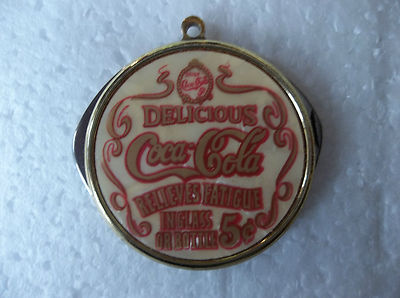 DELICIOUS
Coca-Cola
RELIEVES FATIGUE
IN GLASS
OR BOTTLE 5¢